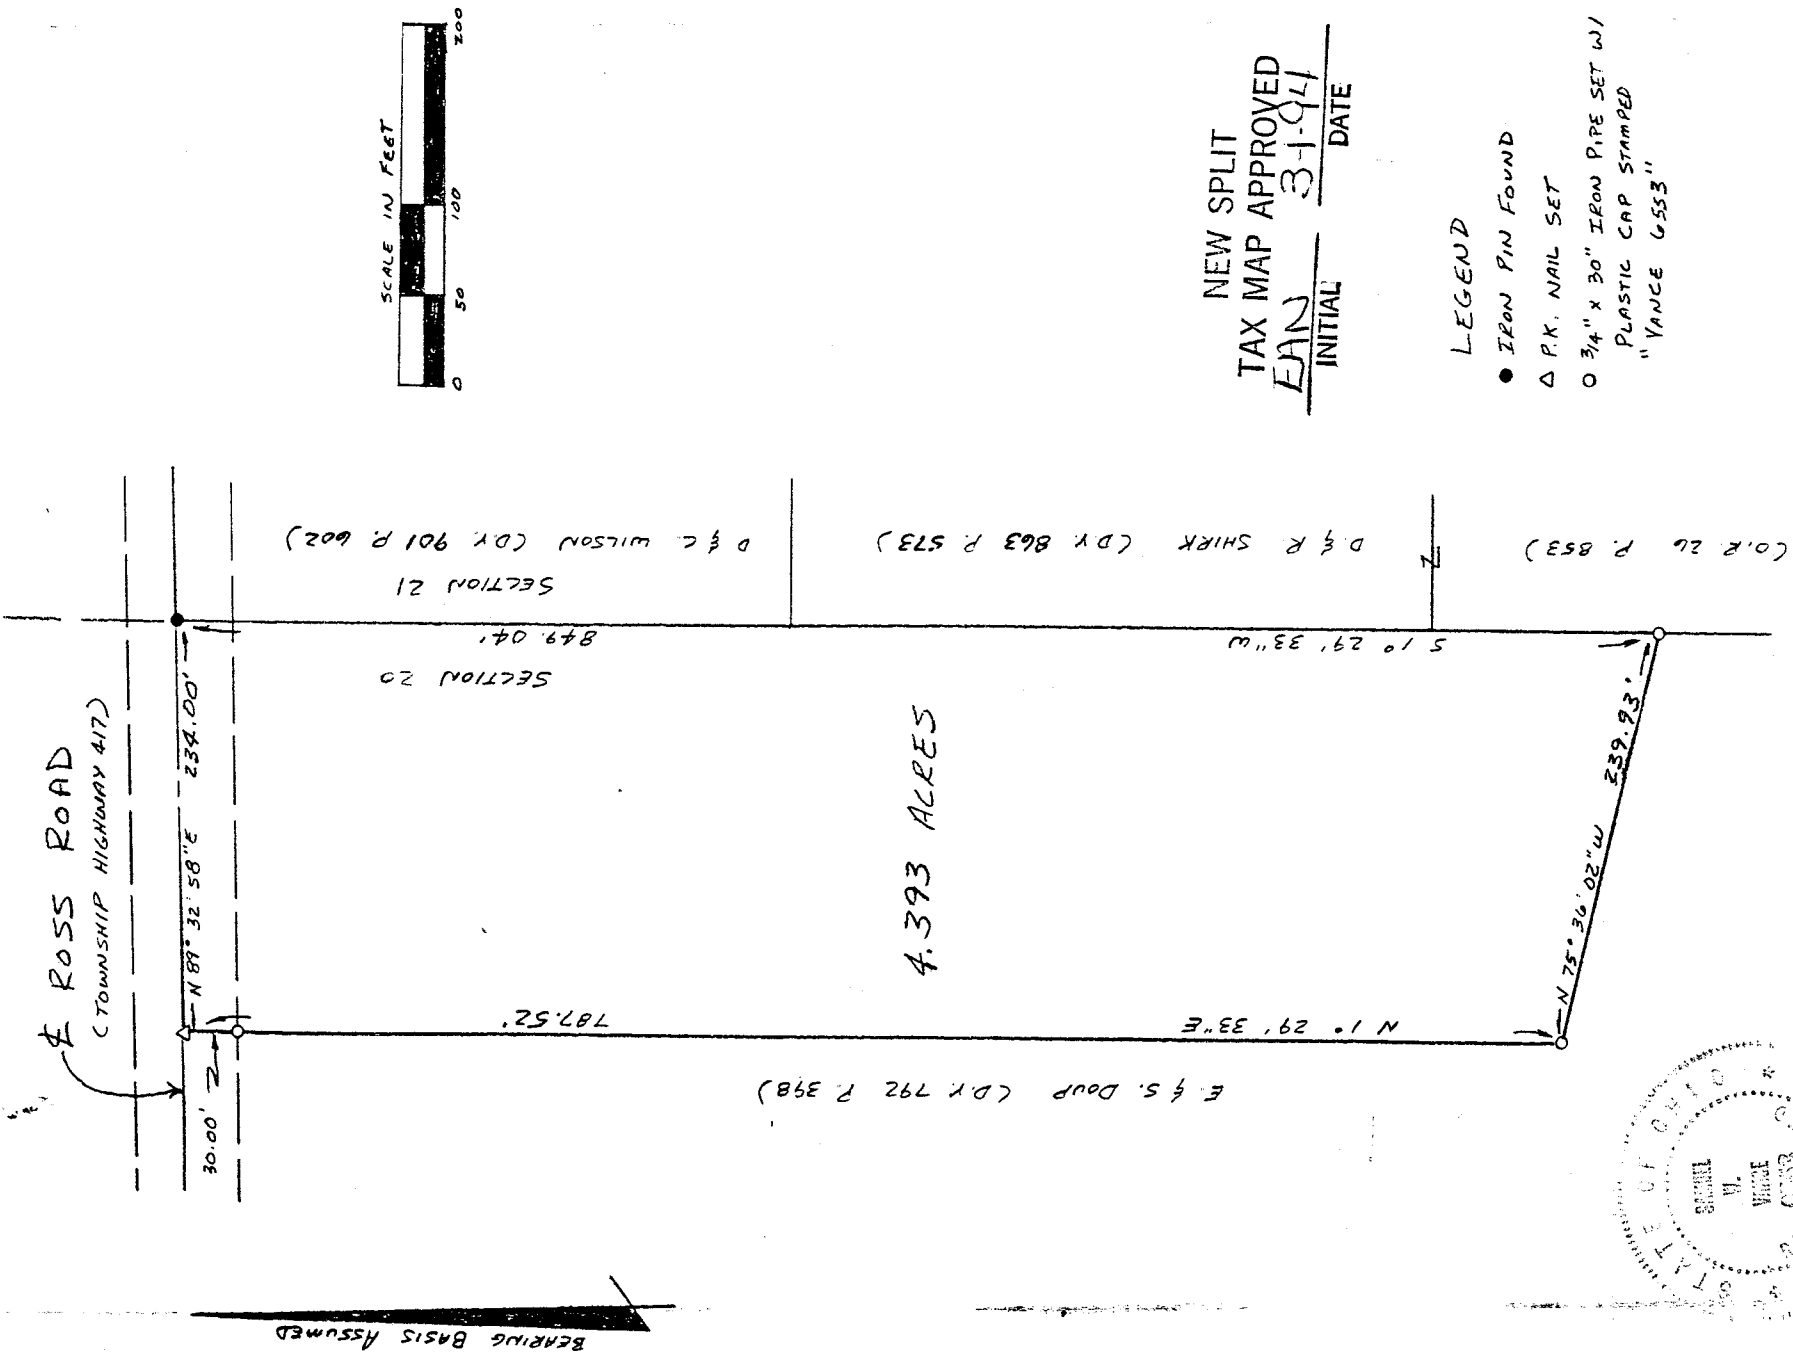 SCALE IN FEET
0 50 100 200
NEW SPLIT
TAX MAP APPROVED
EAN 3-1-94
INITIAL DATE
LEGEND
● IRON PIN FOUND
△ P.K. NAIL SET
○ 3/4" x 30" IRON PIPE SET W/
PLASTIC CAP STAMPED
"VANCE 6553"
℄ ROSS ROAD
(TOWNSHIP HIGHWAY 417)
N 89° 32' 58" E 234.00'
30.00'
D & C WILSON (D.V. 901 P. 602)
SECTION 21
849.04'
SECTION 20
D. & R SHIRK (D.V. 863 P. 573)
(O.R. 26 P. 853)
S 1° 29' 33" W
4.393 ACRES
239.93'
N 75° 36' 02" W
787.52'
N 1° 29' 33" E
E & S. DOUP (D.V. 792 P. 398)
BEARING BASIS ASSUMED
STATE OF OHIO
W.
VANCE